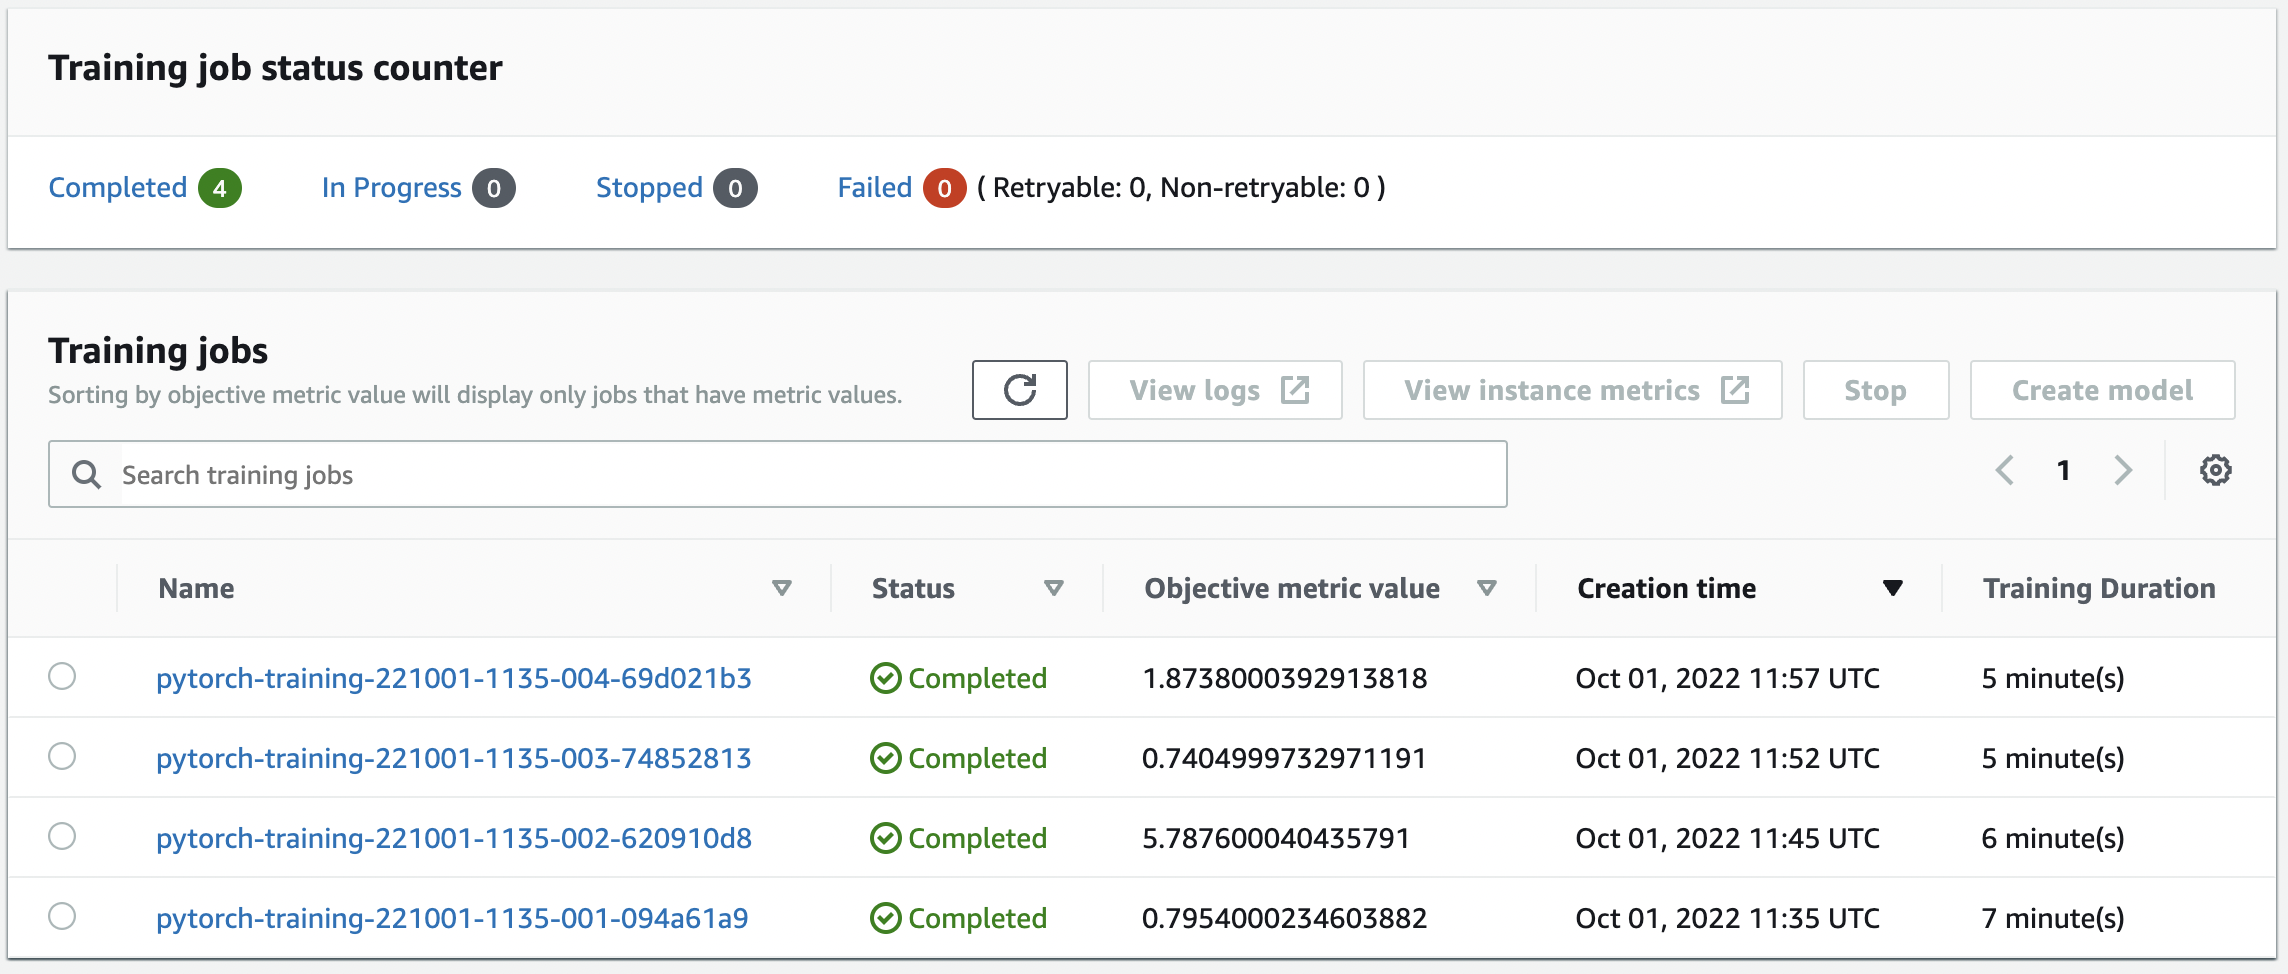 Training job status counter
Completed 4 In Progress 0 Stopped 0 Failed 0 ( Retryable: 0, Non-retryable: 0 )
Training jobs
Sorting by objective metric value will display only jobs that have metric values.
View logs View instance metrics Stop Create model
Search training jobs
1
Name Status Objective metric value Creation time Training Duration
pytorch-training-221001-1135-004-69d021b3 Completed 1.8738000392913818 Oct 01, 2022 11:57 UTC 5 minute(s)
pytorch-training-221001-1135-003-74852813 Completed 0.7404999732971191 Oct 01, 2022 11:52 UTC 5 minute(s)
pytorch-training-221001-1135-002-620910d8 Completed 5.787600040435791 Oct 01, 2022 11:45 UTC 6 minute(s)
pytorch-training-221001-1135-001-094a61a9 Completed 0.7954000234603882 Oct 01, 2022 11:35 UTC 7 minute(s)